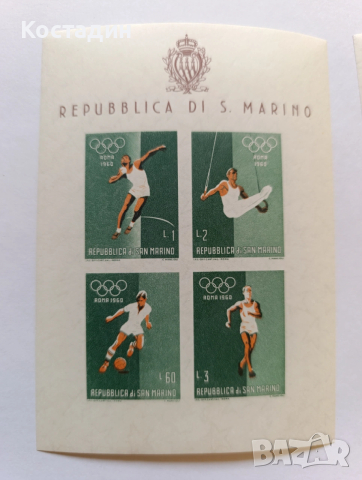 Костадин
REPUBBLICA DI S. MARINO
ROMA
1960
L.1
REPUBBLICA di SAN MARINO
ROMA
1960
L.2
REPUBBLICA di SAN MARINO
ROMA 1960
L.60
REPUBBLICA di SAN MARINO
ROMA 1960
L.3
REPUBBLICA di SAN MARINO
BAZAR
bg